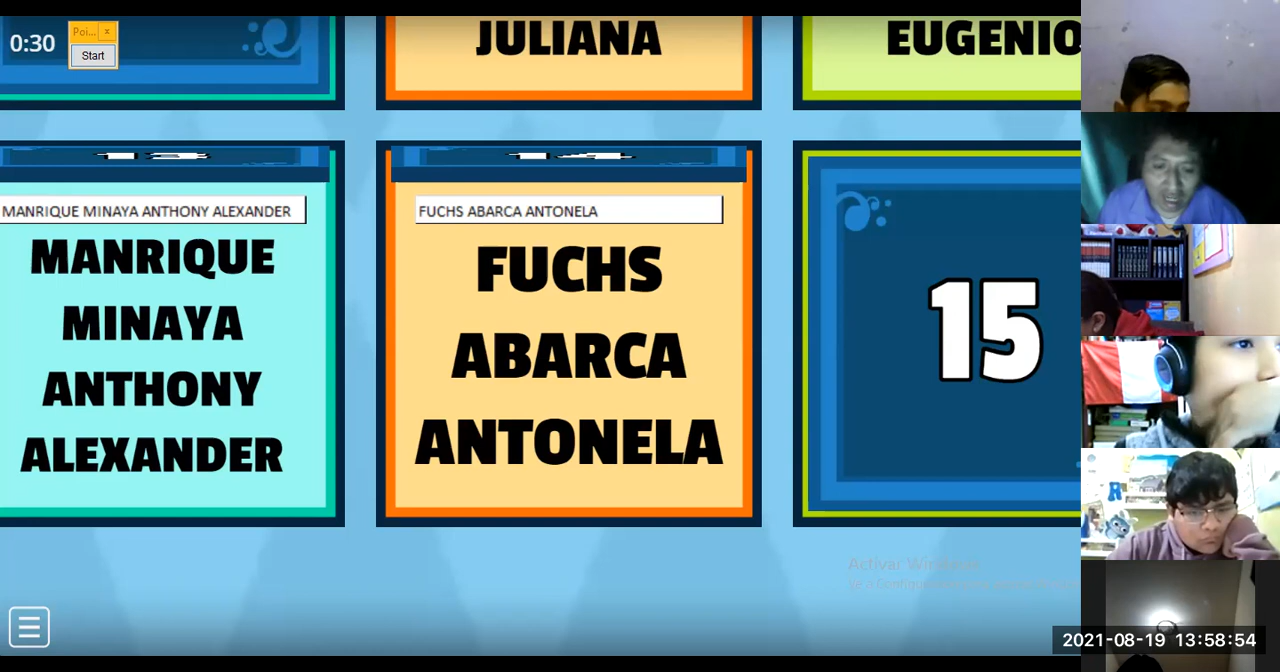 0:30
Poi... x
Start
JULIANA
EUGENIO
MANRIQUE MINAYA ANTHONY ALEXANDER
MANRIQUE
MINAYA
ANTHONY
ALEXANDER
FUCHS ABARCA ANTONELA
FUCHS
ABARCA
ANTONELA
15
Activar Windows
2021-08-19 13:58:54